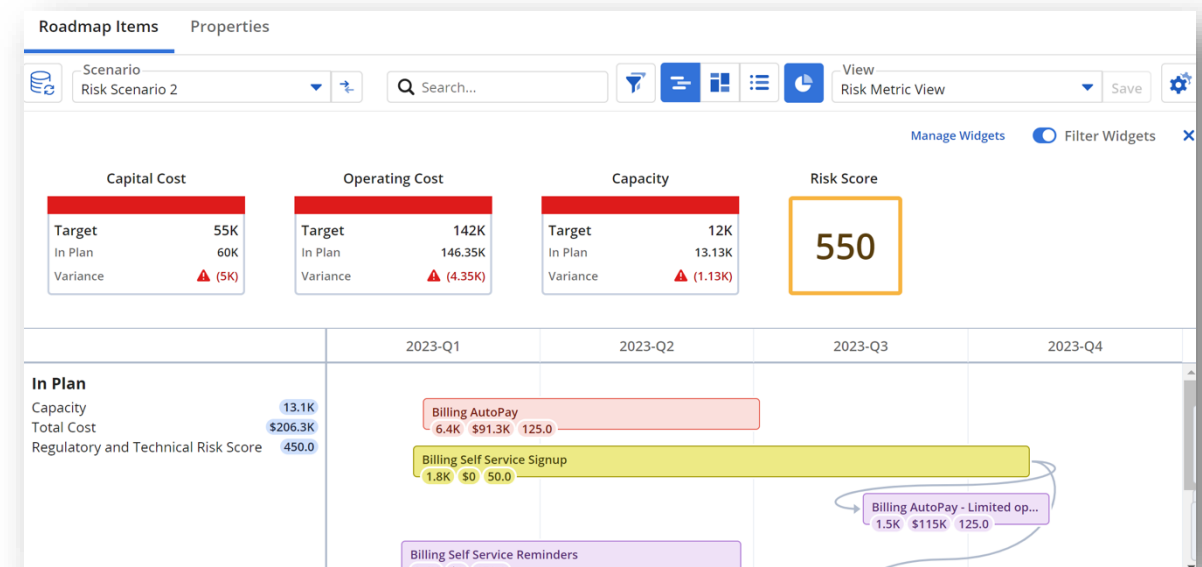 Roadmap Items Properties
Scenario
Risk Scenario 2
Search...
View
Risk Metric View
Save
Manage Widgets Filter Widgets
Capital Cost
Target 55K
In Plan 60K
Variance (5K)
Operating Cost
Target 142K
In Plan 146.35K
Variance (4.35K)
Capacity
Target 12K
In Plan 13.13K
Variance (1.13K)
Risk Score
550
2023-Q1 2023-Q2 2023-Q3 2023-Q4
In Plan
Capacity 13.1K
Total Cost $206.3K
Regulatory and Technical Risk Score 450.0
Billing AutoPay
6.4K $91.3K 125.0
Billing Self Service Signup
1.8K $0 50.0
Billing AutoPay - Limited op...
1.5K $115K 125.0
Billing Self Service Reminders